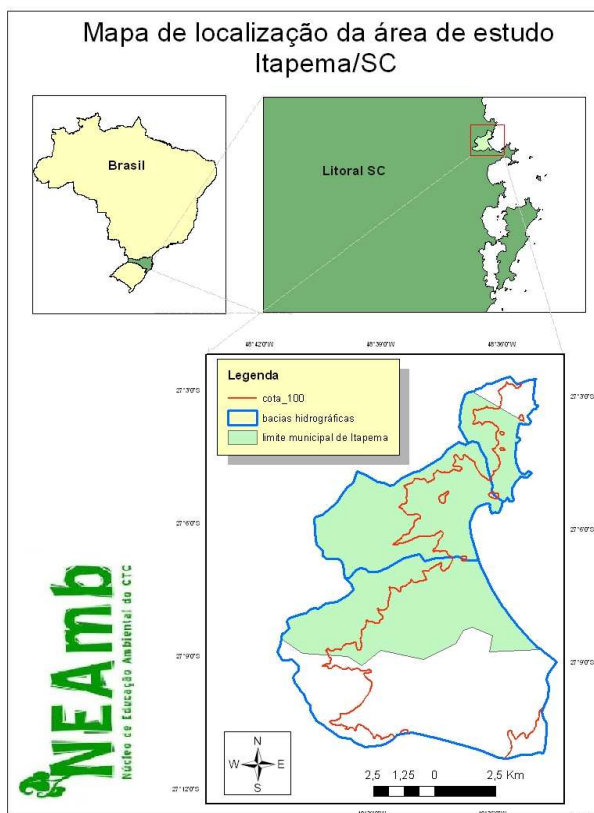 Mapa de localização da área de estudo
Itapema/SC
Brasil
Litoral SC
48°42'0"W
48°39'0"W
48°36'0"W
Legenda
cota_100
bacias hidrográficas
limite municipal de Itapema
27°3'0"S
27°3'0"S
27°6'0"S
27°6'0"S
27°9'0"S
27°9'0"S
27°12'0"S
NEAmb
Núcleo de Educação Ambiental do CTC
N
W
E
S
2,5 1,25 0 2,5 Km